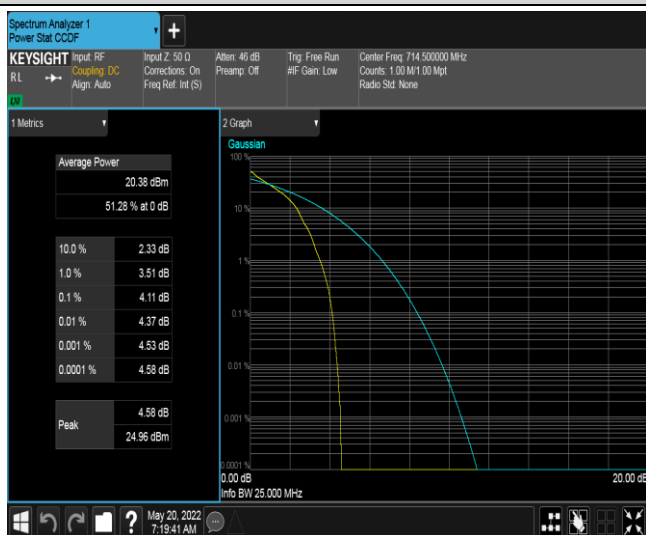 Spectrum Analyzer 1
Power Stat CCDF
KEYSIGHT
RL
Input: RF
Coupling: DC
Align: Auto
Input Z: 50 Ω
Corrections: On
Freq Ref: Int (S)
Atten: 46 dB
Preamp: Off
Trig: Free Run
#IF Gain: Low
Center Freq: 714.500000 MHz
Counts: 1.00 M/1.00 Mpt
Radio Std: None
1 Metrics
Average Power
20.38 dBm
51.28 % at 0 dB
10.0 % 2.33 dB
1.0 % 3.51 dB
0.1 % 4.11 dB
0.01 % 4.37 dB
0.001 % 4.53 dB
0.0001 % 4.58 dB
Peak
4.58 dB
24.96 dBm
2 Graph
Gaussian
100 %
10 %
1 %
0.1 %
0.01 %
0.001 %
0.0001 %
0.00 dB
20.00 dB
Info BW 25.000 MHz
?
May 20, 2022
7:19:41 AM